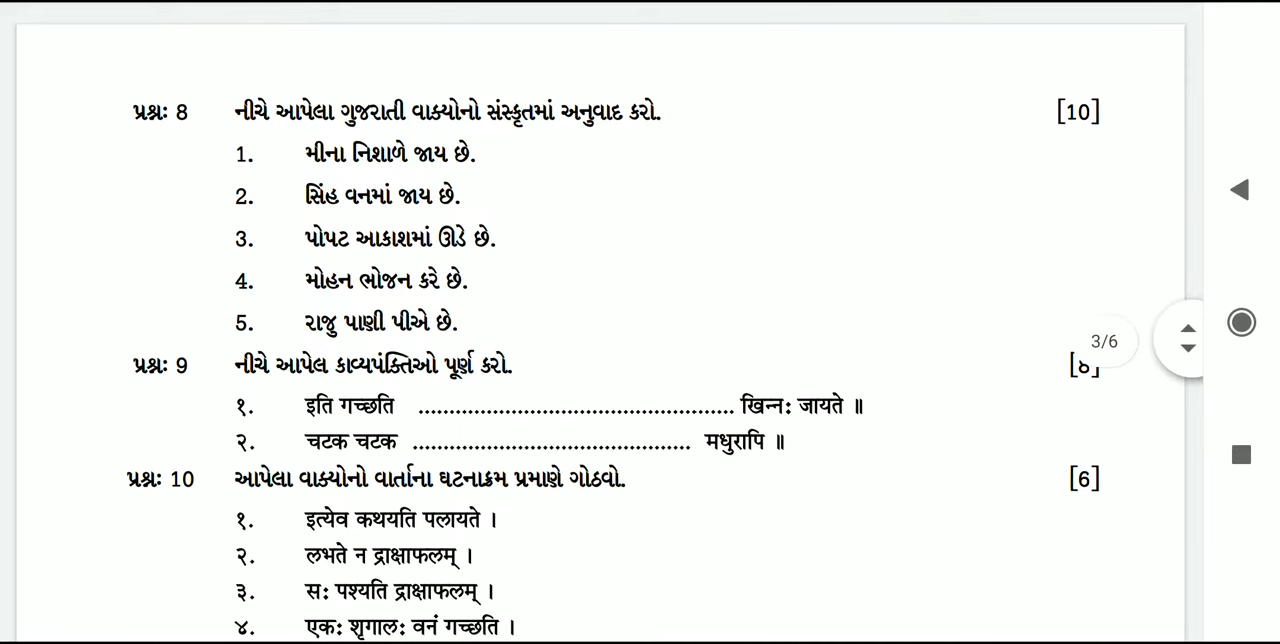 પ્રશ્ન: 8 નીચે આપેલા ગુજરાતી વાક્યોનો સંસ્કૃતમાં અનુવાદ કરો. [10]
1. મીના નિશાળે જાય છે.
2. સિંહ વનમાં જાય છે.
3. પોપટ આકાશમાં ઊડે છે.
4. મોહન ભોજન કરે છે.
5. રાજુ પાણી પીએ છે.
3/6
પ્રશ્ન: 9 નીચે આપેલ કાવ્યપંક્તિઓ પૂર્ણ કરો.
१. इति गच्छति .................................................. खिन्नः जायते ॥
२. चटक चटक ............................................ मधुरापि ॥
પ્રશ્ન: 10 આપેલા વાક્યોનો વાર્તાના ઘટનાક્રમ પ્રમાણે ગોઠવો. [6]
१. इत्येव कथयति पलायते ।
२. लभते न द्राक्षाफलम् ।
३. सः पश्यति द्राक्षाफलम् ।
४. एकः शृगालः वनं गच्छति ।